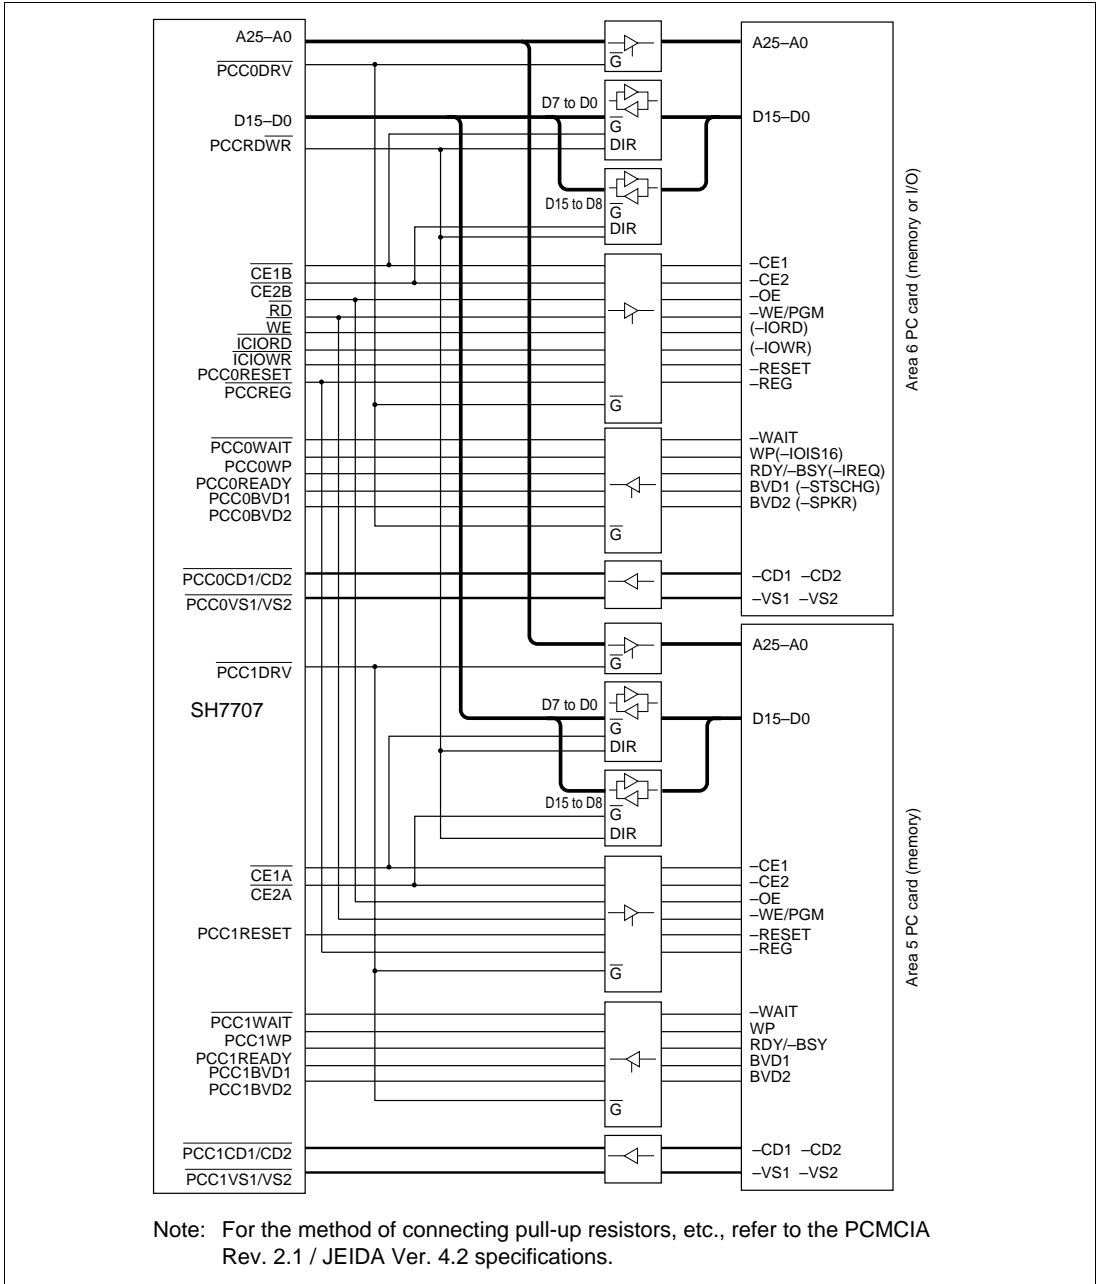 A25–A0
PCC0DRV
D15–D0
PCCRDWR
CE1B
CE2B
RD
WE
ICIORD
ICIOWR
PCC0RESET
PCCREG
PCC0WAIT
PCC0WP
PCC0READY
PCC0BVD1
PCC0BVD2
PCC0CD1/CD2
PCC0VS1/VS2
PCC1DRV
SH7707
CE1A
CE2A
PCC1RESET
PCC1WAIT
PCC1WP
PCC1READY
PCC1BVD1
PCC1BVD2
PCC1CD1/CD2
PCC1VS1/VS2
G
D7 to D0
G
DIR
D15 to D8
G
DIR
G
G
G
D7 to D0
G
DIR
D15 to D8
G
DIR
G
G
A25–A0
D15–D0
–CE1
–CE2
–OE
–WE/PGM
(–IORD)
(–IOWR)
–RESET
–REG
–WAIT
WP(–IOIS16)
RDY/–BSY(–IREQ)
BVD1 (–STSCHG)
BVD2 (–SPKR)
–CD1 –CD2
–VS1 –VS2
Area 6 PC card (memory or I/O)
A25–A0
D15–D0
–CE1
–CE2
–OE
–WE/PGM
–RESET
–REG
–WAIT
WP
RDY/–BSY
BVD1
BVD2
–CD1 –CD2
–VS1 –VS2
Area 5 PC card (memory)
Note: For the method of connecting pull-up resistors, etc., refer to the PCMCIA
Rev. 2.1 / JEIDA Ver. 4.2 specifications.